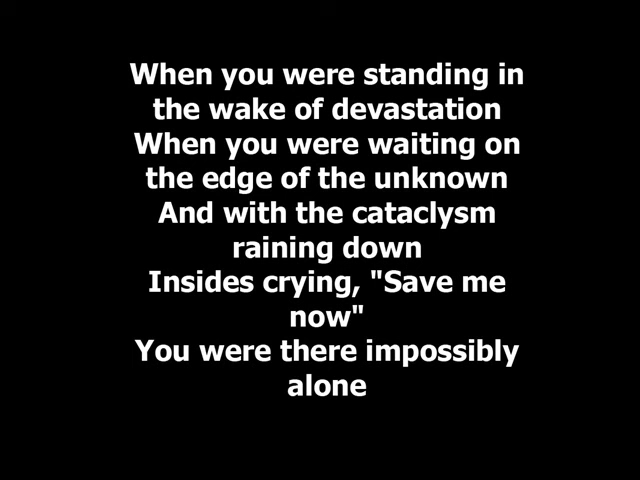 When you were standing in
the wake of devastation
When you were waiting on
the edge of the unknown
And with the cataclysm
raining down
Insides crying, "Save me
now"
You were there impossibly
alone